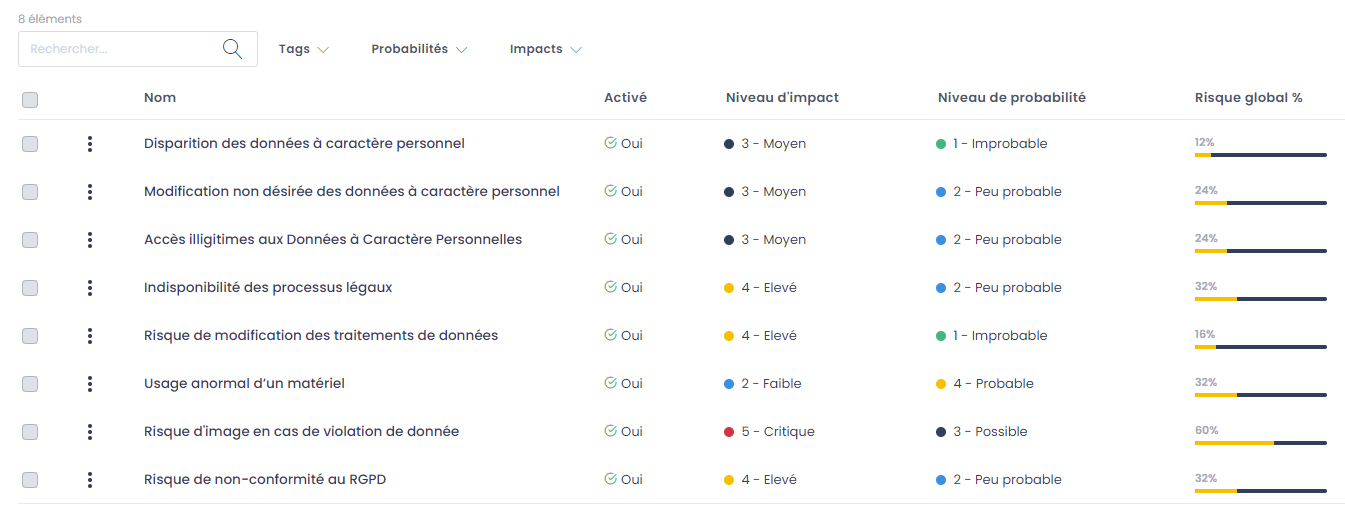 8 éléments
Rechercher... Tags Probabilités Impacts
Nom Activé Niveau d'impact Niveau de probabilité Risque global %
Disparition des données à caractère personnel Oui 3 - Moyen 1 - Improbable 12%
Modification non désirée des données à caractère personnel Oui 3 - Moyen 2 - Peu probable 24%
Accès illigitimes aux Données à Caractère Personnelles Oui 3 - Moyen 2 - Peu probable 24%
Indisponibilité des processus légaux Oui 4 - Elevé 2 - Peu probable 32%
Risque de modification des traitements de données Oui 4 - Elevé 1 - Improbable 16%
Usage anormal d’un matériel Oui 2 - Faible 4 - Probable 32%
Risque d'image en cas de violation de donnée Oui 5 - Critique 3 - Possible 60%
Risque de non-conformité au RGPD Oui 4 - Elevé 2 - Peu probable 32%